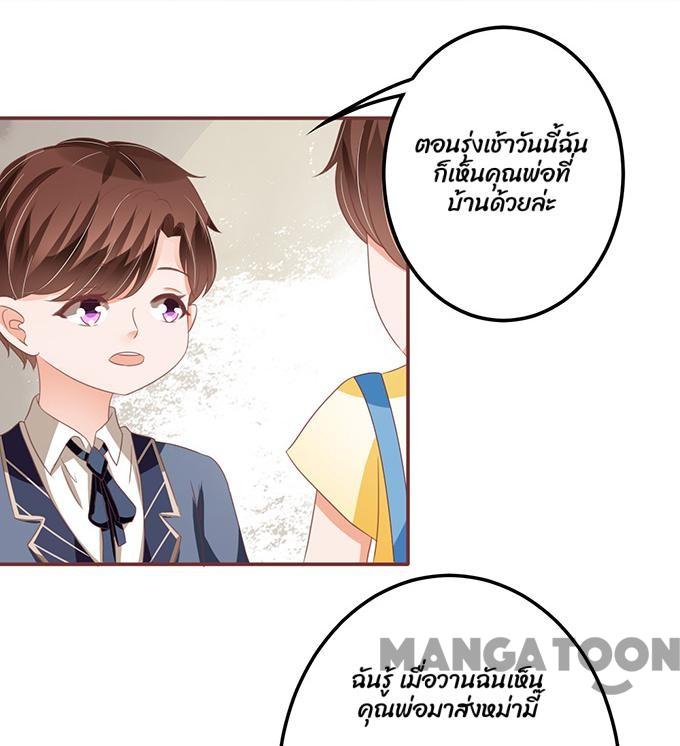 ตอนรุ่งเช้าวันนี้ฉัน
ก็เห็นคุณพ่อที่
บ้านด้วยล่ะ
MANGATOON
ฉันรู้ เมื่อวานฉันเห็น
คุณพ่อมาส่งหม่ามี๊